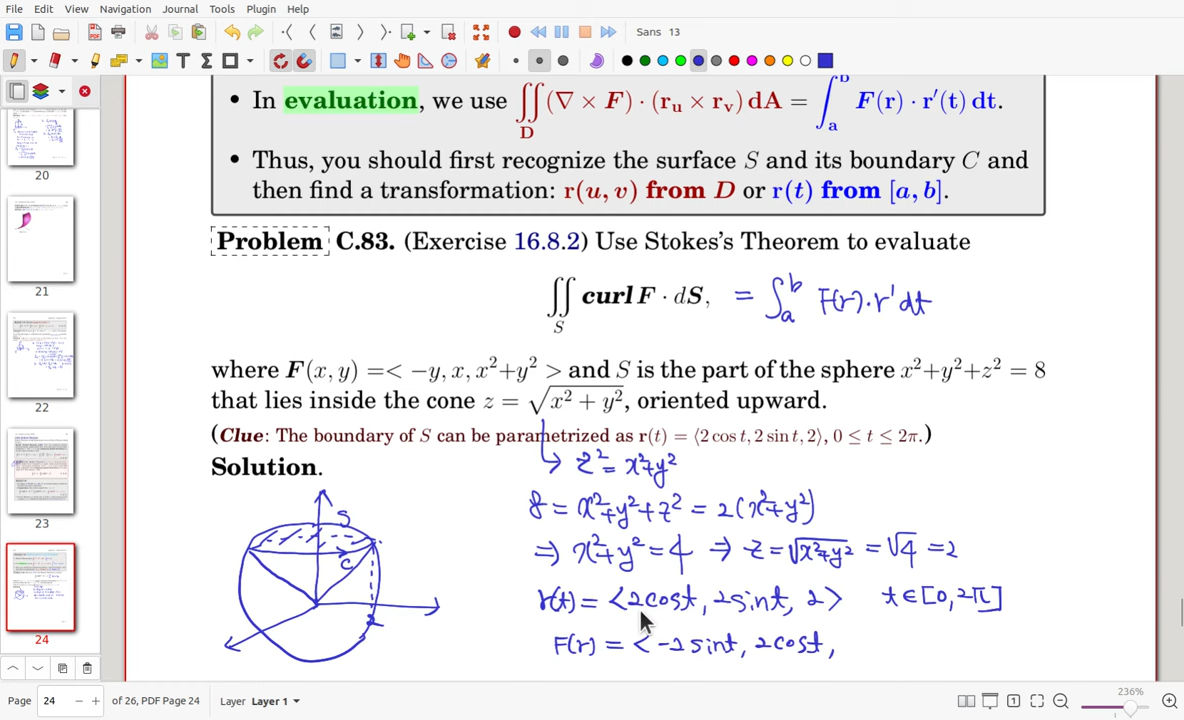 File Edit View Navigation Journal Tools Plugin Help
Sans 13
20
21
22
23
24
• In evaluation, we use ∬_D (∇ × F) · (r_u × r_v) dA = ∫_a^b F(r) · r′(t) dt.
• Thus, you should first recognize the surface S and its boundary C and
then find a transformation: r(u, v) from D or r(t) from [a, b].
Problem C.83. (Exercise 16.8.2) Use Stokes's Theorem to evaluate
∬_S curl F · dS, = ∫_a^b F(r)·r' dt
where F(x, y) =< −y, x, x²+y² > and S is the part of the sphere x²+y²+z² = 8
that lies inside the cone z = √(x² + y²), oriented upward.
(Clue: The boundary of S can be parametrized as r(t) = ⟨2 cos t, 2 sin t, 2⟩, 0 ≤ t ≤ 2π.)
↳ z² = x²+y²
Solution.
8 = x²+y²+z² = 2(x²+y²)
S
⇒ x²+y² = 4 ⇒ z = √(x²+y²) = √4 = 2
C
r(t) = <2cost, 2sint, 2> t∈[0, 2π]
2
F(r) = <-2sint, 2cost,
Page 24 of 26, PDF Page 24 Layer Layer 1
236%